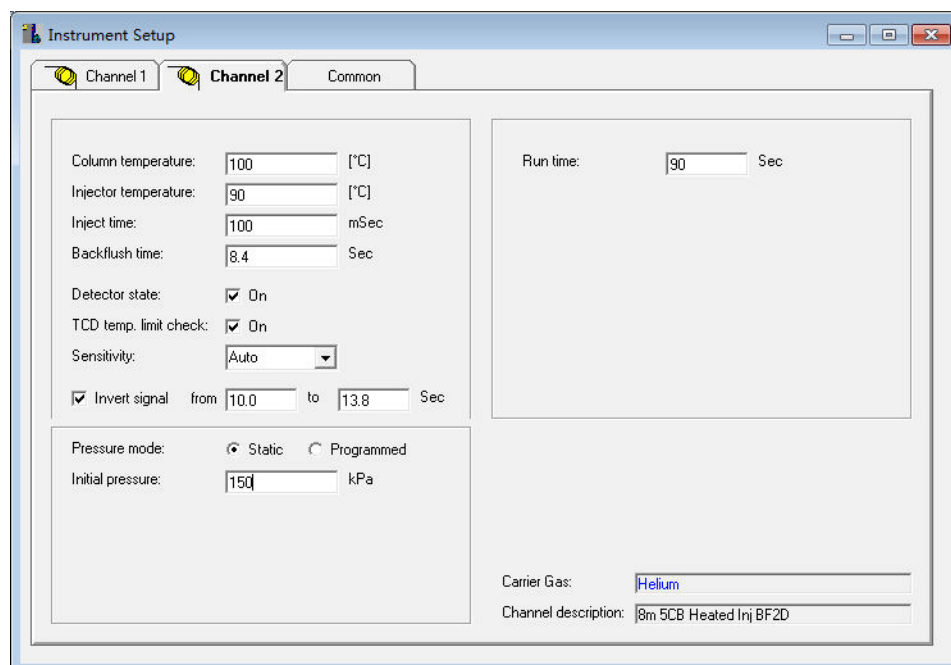 Instrument Setup
Channel 1 Channel 2 Common
Column temperature: 100 [°C]
Injector temperature: 90 [°C]
Inject time: 100 mSec
Backflush time: 8.4 Sec
Detector state: On
TCD temp. limit check: On
Sensitivity: Auto
Invert signal from 10.0 to 13.8 Sec
Pressure mode: Static Programmed
Initial pressure: 150 kPa
Run time: 90 Sec
Carrier Gas: Helium
Channel description: 8m 5CB Heated Inj BF2D